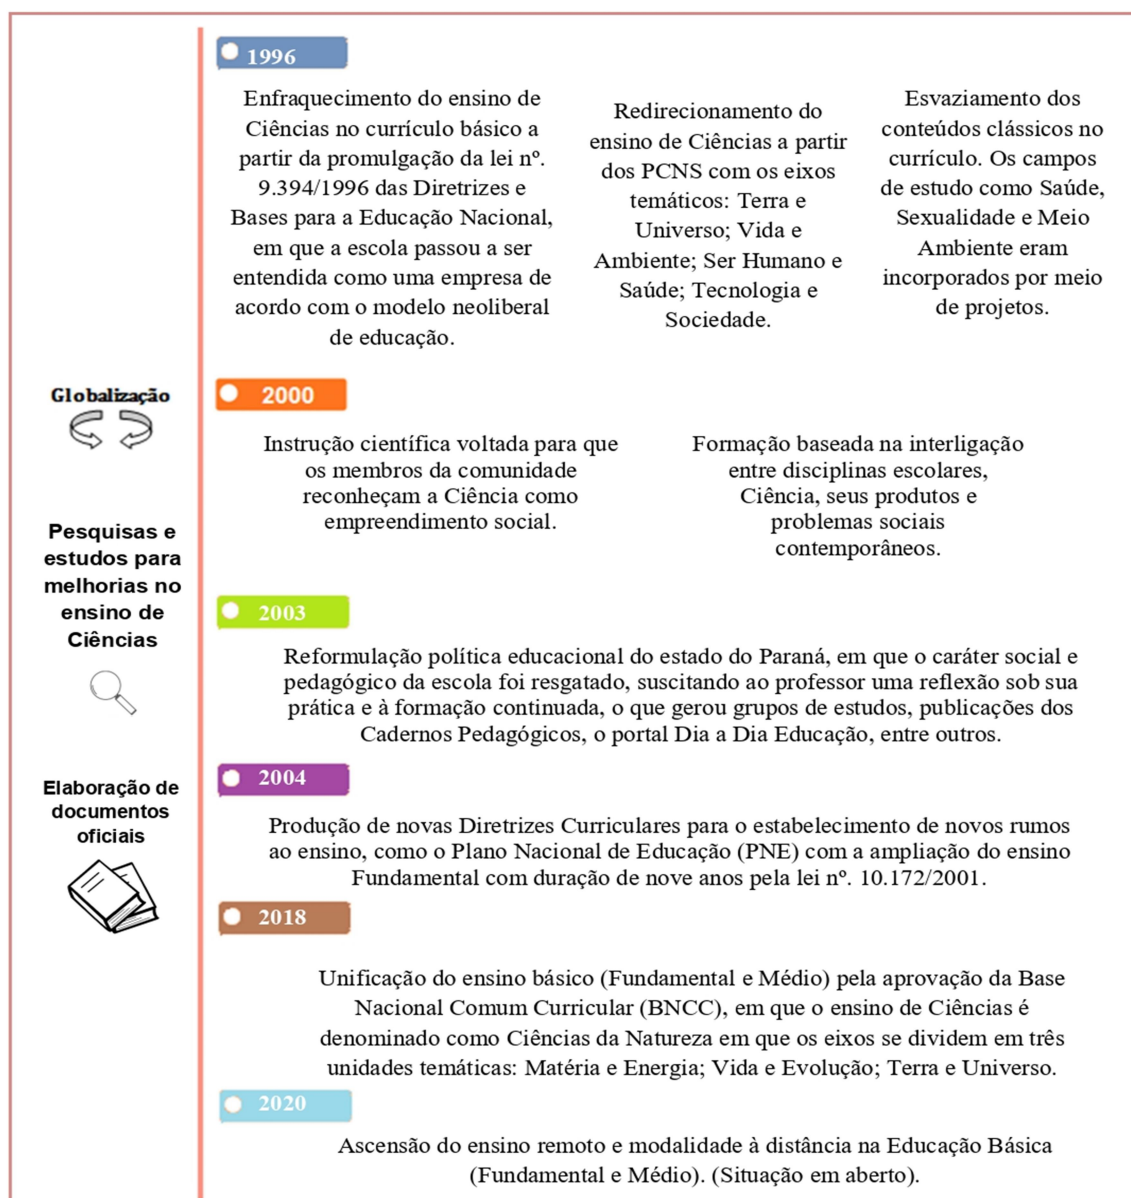 1996
Enfraquecimento do ensino de
Ciências no currículo básico a
partir da promulgação da lei nº.
9.394/1996 das Diretrizes e
Bases para a Educação Nacional,
em que a escola passou a ser
entendida como uma empresa de
acordo com o modelo neoliberal
de educação.
Redirecionamento do
ensino de Ciências a partir
dos PCNS com os eixos
temáticos: Terra e
Universo; Vida e
Ambiente; Ser Humano e
Saúde; Tecnologia e
Sociedade.
Esvaziamento dos
conteúdos clássicos no
currículo. Os campos
de estudo como Saúde,
Sexualidade e Meio
Ambiente eram
incorporados por meio
de projetos.
Globalização
2000
Instrução científica voltada para que
os membros da comunidade
reconheçam a Ciência como
empreendimento social.
Formação baseada na interligação
entre disciplinas escolares,
Ciência, seus produtos e
problemas sociais
contemporâneos.
Pesquisas e
estudos para
melhorias no
ensino de
Ciências
2003
Reformulação política educacional do estado do Paraná, em que o caráter social e
pedagógico da escola foi resgatado, suscitando ao professor uma reflexão sob sua
prática e à formação continuada, o que gerou grupos de estudos, publicações dos
Cadernos Pedagógicos, o portal Dia a Dia Educação, entre outros.
Elaboração de
documentos
oficiais
2004
Produção de novas Diretrizes Curriculares para o estabelecimento de novos rumos
ao ensino, como o Plano Nacional de Educação (PNE) com a ampliação do ensino
Fundamental com duração de nove anos pela lei nº. 10.172/2001.
2018
Unificação do ensino básico (Fundamental e Médio) pela aprovação da Base
Nacional Comum Curricular (BNCC), em que o ensino de Ciências é
denominado como Ciências da Natureza em que os eixos se dividem em três
unidades temáticas: Matéria e Energia; Vida e Evolução; Terra e Universo.
2020
Ascensão do ensino remoto e modalidade à distância na Educação Básica
(Fundamental e Médio). (Situação em aberto).